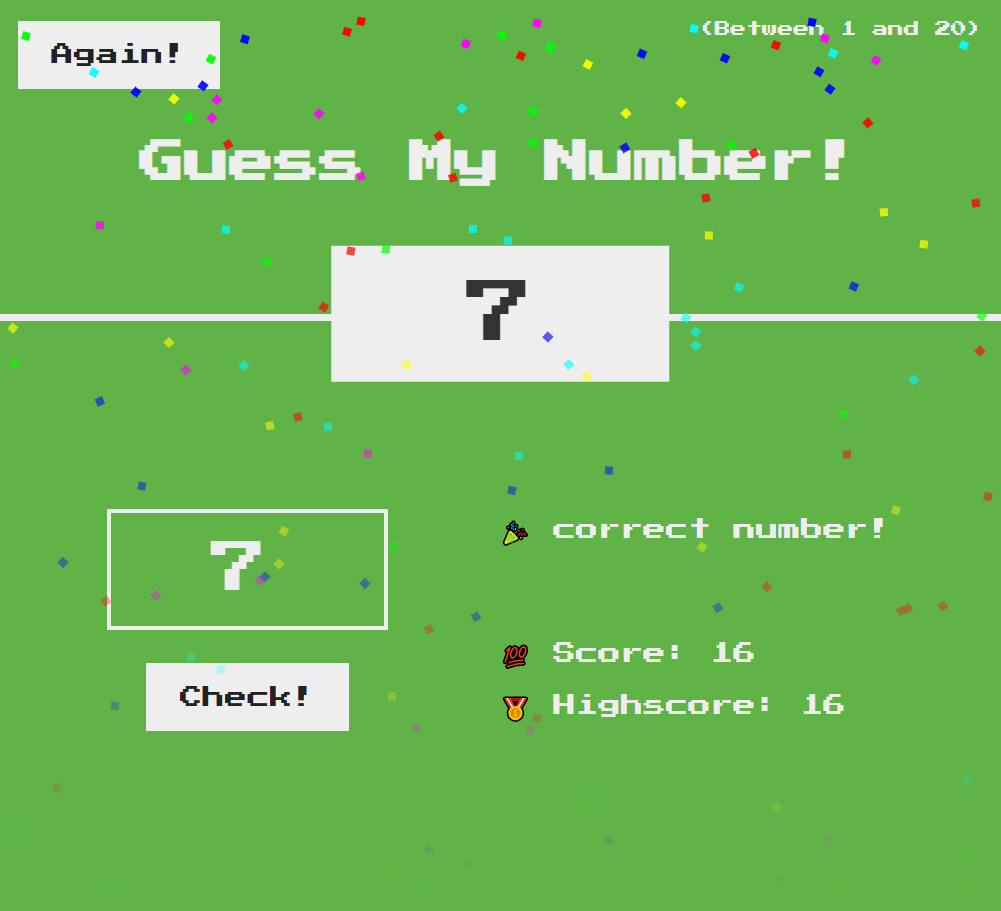 Again!
(Between 1 and 20)
Guess My Number!
7
7
Check!
🎉 correct number!
💯 Score: 16
🥇 Highscore: 16